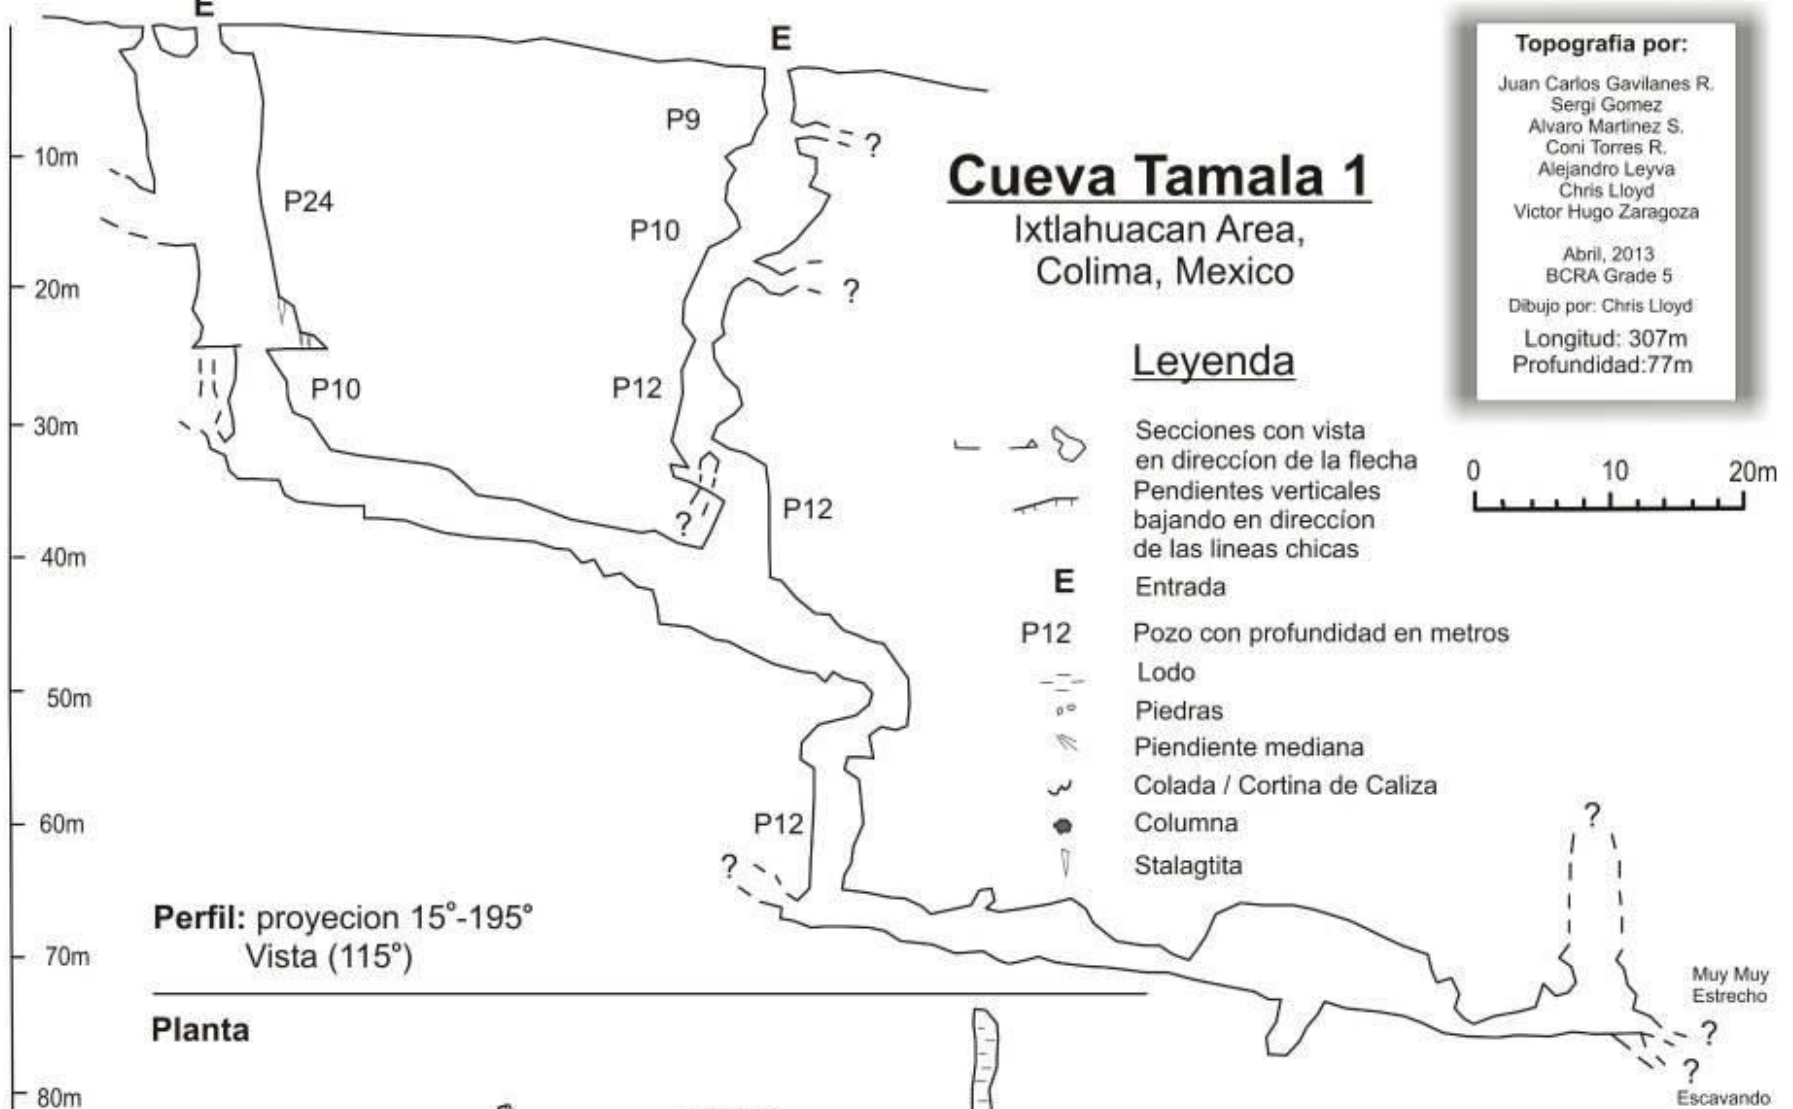 E
E
P9
?
10m
P24
P10
20m
?
P10
P12
30m
P12
?
40m
50m
60m
P12
?
70m
80m
Cueva Tamala 1
Ixtlahuacan Area,
Colima, Mexico
Topografia por:
Juan Carlos Gavilanes R.
Sergi Gomez
Alvaro Martinez S.
Coni Torres R.
Alejandro Leyva
Chris Lloyd
Victor Hugo Zaragoza
Abril, 2013
BCRA Grade 5
Dibujo por: Chris Lloyd
Longitud: 307m
Profundidad:77m
0 10 20m
Leyenda
Secciones con vista
en direccíon de la flecha
Pendientes verticales
bajando en direccíon
de las lineas chicas
E Entrada
P12 Pozo con profundidad en metros
Lodo
Piedras
Piendiente mediana
Colada / Cortina de Caliza
Columna
Stalagtita
?
Muy Muy
Estrecho
?
?
Escavando
Perfil: proyecion 15°-195°
Vista (115°)
Planta